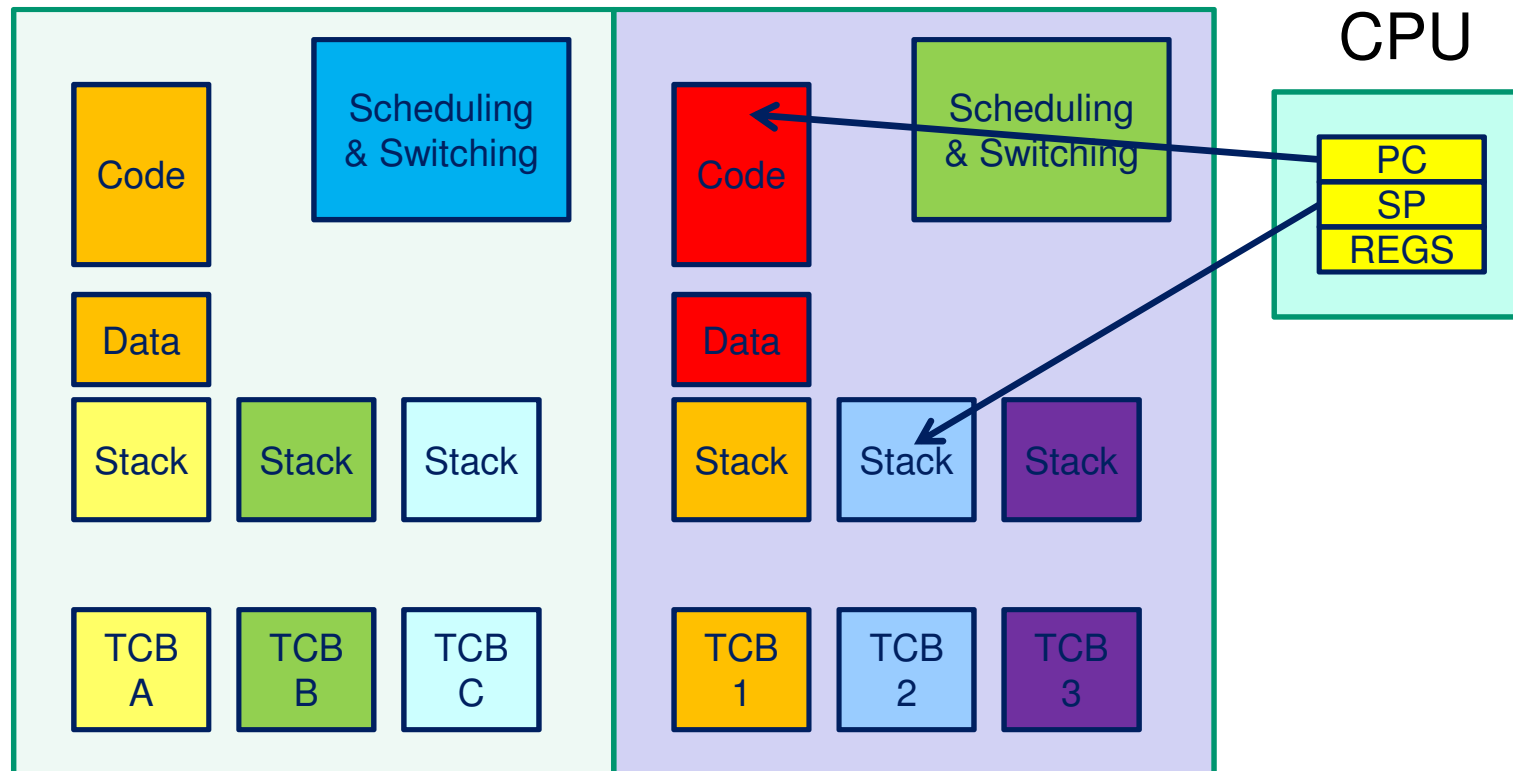 CPU
Scheduling
& Switching
Code
Data
Stack
Stack
Stack
TCB
A
TCB
B
TCB
C
Scheduling
& Switching
Code
Data
Stack
Stack
Stack
TCB
1
TCB
2
TCB
3
PC
SP
REGS